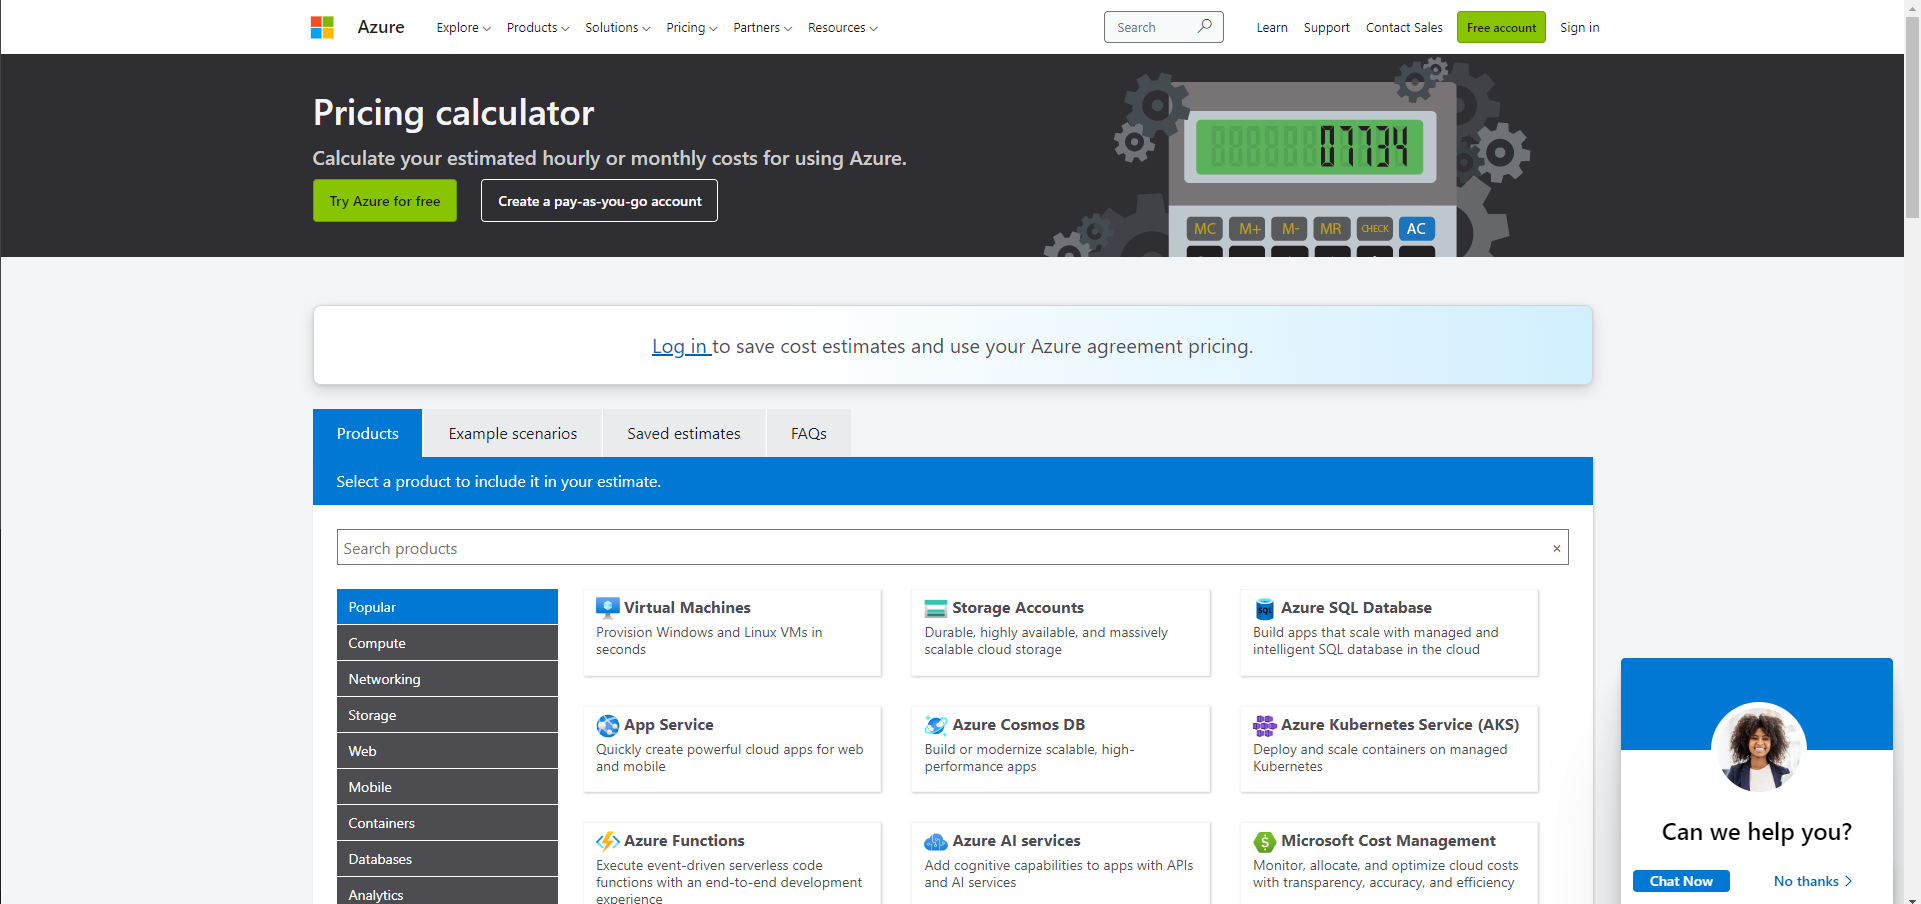 Azure
Explore
Products
Solutions
Pricing
Partners
Resources
Search
Learn
Support
Contact Sales
Free account
Sign in
Pricing calculator
Calculate your estimated hourly or monthly costs for using Azure.
Try Azure for free
Create a pay-as-you-go account
07734
MC
M+
M-
MR
CHECK
AC
Log in to save cost estimates and use your Azure agreement pricing.
Products
Example scenarios
Saved estimates
FAQs
Select a product to include it in your estimate.
Search products
×
Popular
Compute
Networking
Storage
Web
Mobile
Containers
Databases
Analytics
Virtual Machines
Provision Windows and Linux VMs in
seconds
Storage Accounts
Durable, highly available, and massively
scalable cloud storage
SQL
Azure SQL Database
Build apps that scale with managed and
intelligent SQL database in the cloud
App Service
Quickly create powerful cloud apps for web
and mobile
Azure Cosmos DB
Build or modernize scalable, high-
performance apps
Azure Kubernetes Service (AKS)
Deploy and scale containers on managed
Kubernetes
Azure Functions
Execute event-driven serverless code
functions with an end-to-end development
experience
Azure AI services
Add cognitive capabilities to apps with APIs
and AI services
$
Microsoft Cost Management
Monitor, allocate, and optimize cloud costs
with transparency, accuracy, and efficiency
Can we help you?
Chat Now
No thanks